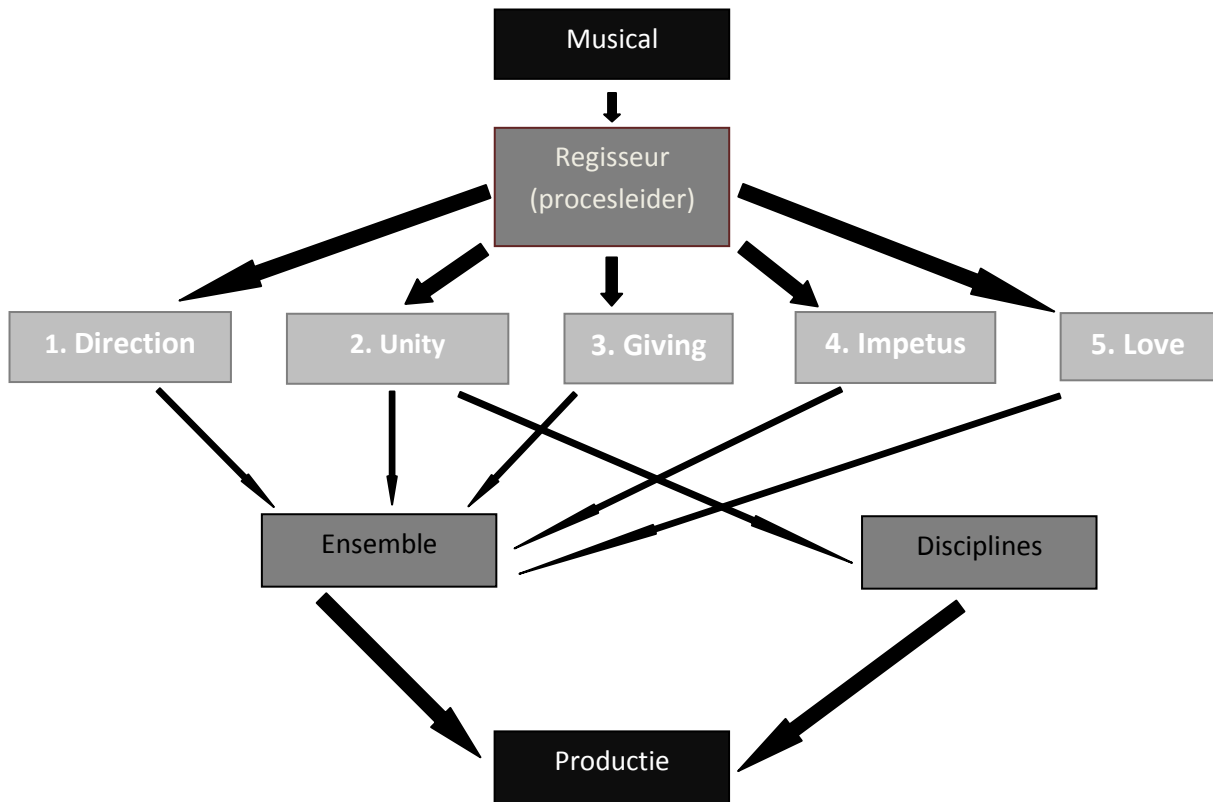 Musical
Regisseur
(procesleider)
1. Direction
2. Unity
3. Giving
4. Impetus
5. Love
Ensemble
Disciplines
Productie